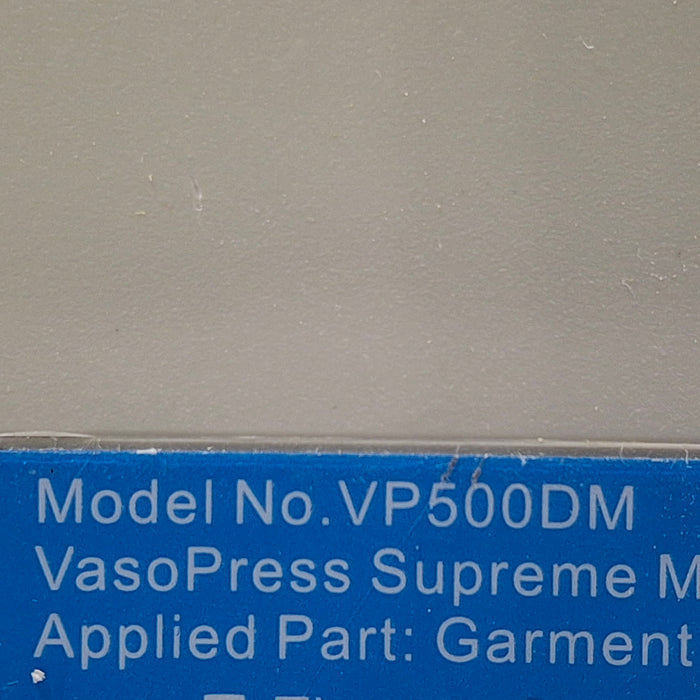 Model No.VP500DM
VasoPress Supreme M
Applied Part: Garment